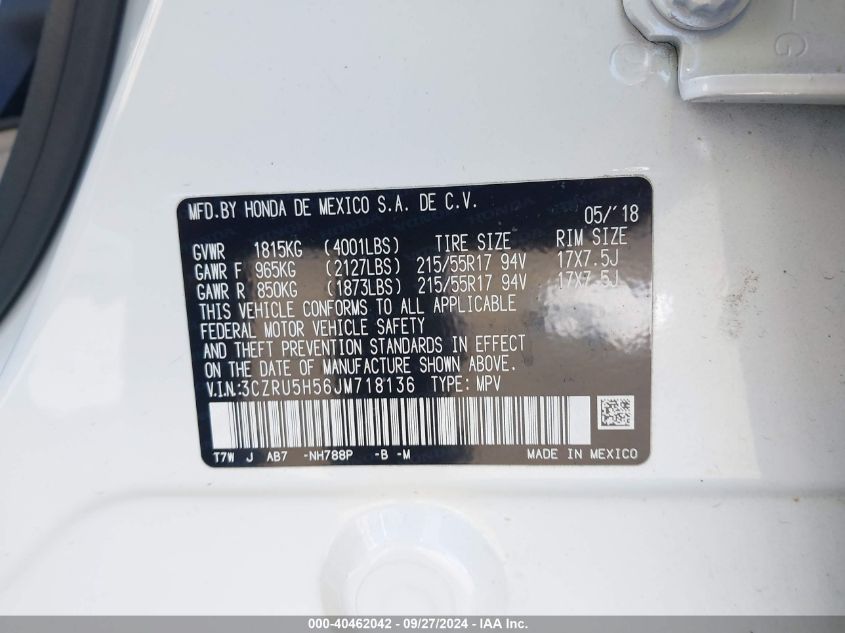 G
MFD.BY HONDA DE MEXICO S.A. DE C.V.
05/'18
GVWR 1815KG (4001LBS) TIRE SIZE RIM SIZE
GAWR F 965KG (2127LBS) 215/55R17 94V 17X7.5J
GAWR R 850KG (1873LBS) 215/55R17 94V 17X7.5J
THIS VEHICLE CONFORMS TO ALL APPLICABLE
FEDERAL MOTOR VEHICLE SAFETY
AND THEFT PREVENTION STANDARDS IN EFFECT
ON THE DATE OF MANUFACTURE SHOWN ABOVE.
V.I.N:3CZRU5H56JM718136 TYPE: MPV
T7W J AB7 -NH788P -B -M MADE IN MEXICO
000-40462042 - 09/27/2024 - IAA Inc.